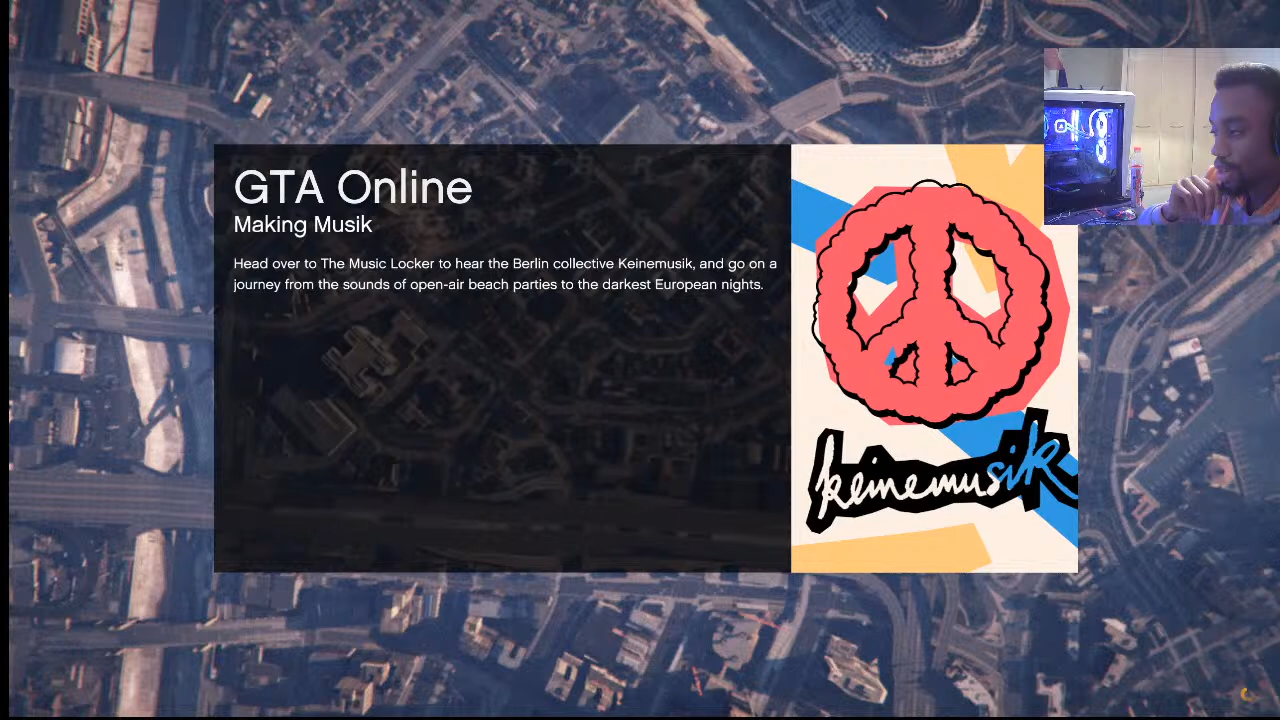 GTA Online
Making Musik
Head over to The Music Locker to hear the Berlin collective Keinemusik, and go on a
journey from the sounds of open-air beach parties to the darkest European nights.
keinemusik